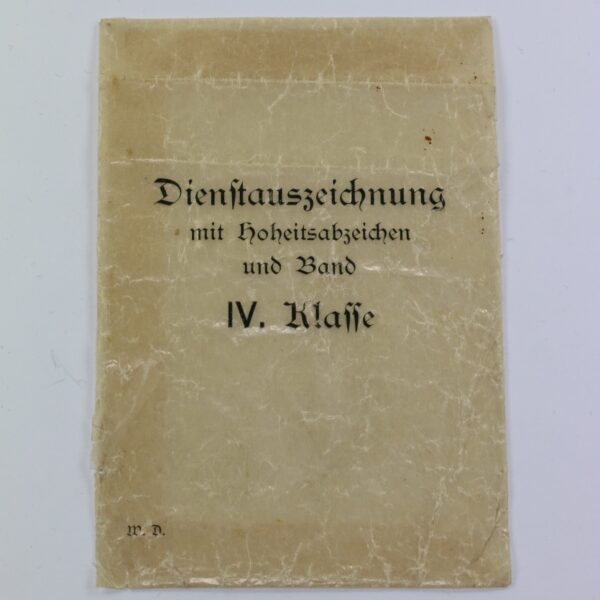 Dienſtauszeichnung
mit Hoheitsabzeichen
und Band
IV. Klaſſe
W. D.